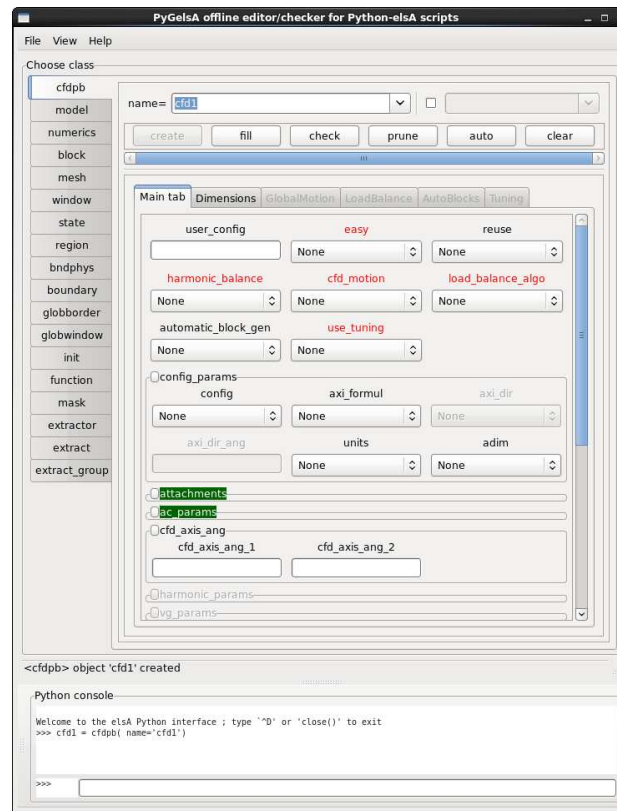 PyGelsA offline editor/checker for Python-elsA scripts
File View Help
Choose class
cfdpb
model
numerics
block
mesh
window
state
region
bndphys
boundary
globborder
globwindow
init
function
mask
extractor
extract
extract_group
name= cfd1
create fill check prune auto clear
Main tab Dimensions GlobalMotion LoadBalance AutoBlocks Tuning
user_config easy reuse
None None
harmonic_balance cfd_motion load_balance_algo
None None None
automatic_block_gen use_tuning
None None
config_params
config axi_formul axi_dir
None None None
axi_dir_ang units adim
None None
attachments
ac_params
cfd_axis_ang
cfd_axis_ang_1 cfd_axis_ang_2
harmonic_params
vg_params
<cfdpb> object 'cfd1' created
Python console
Welcome to the elsA Python interface ; type `^D' or 'close()' to exit
>>> cfd1 = cfdpb( name='cfd1')
>>>